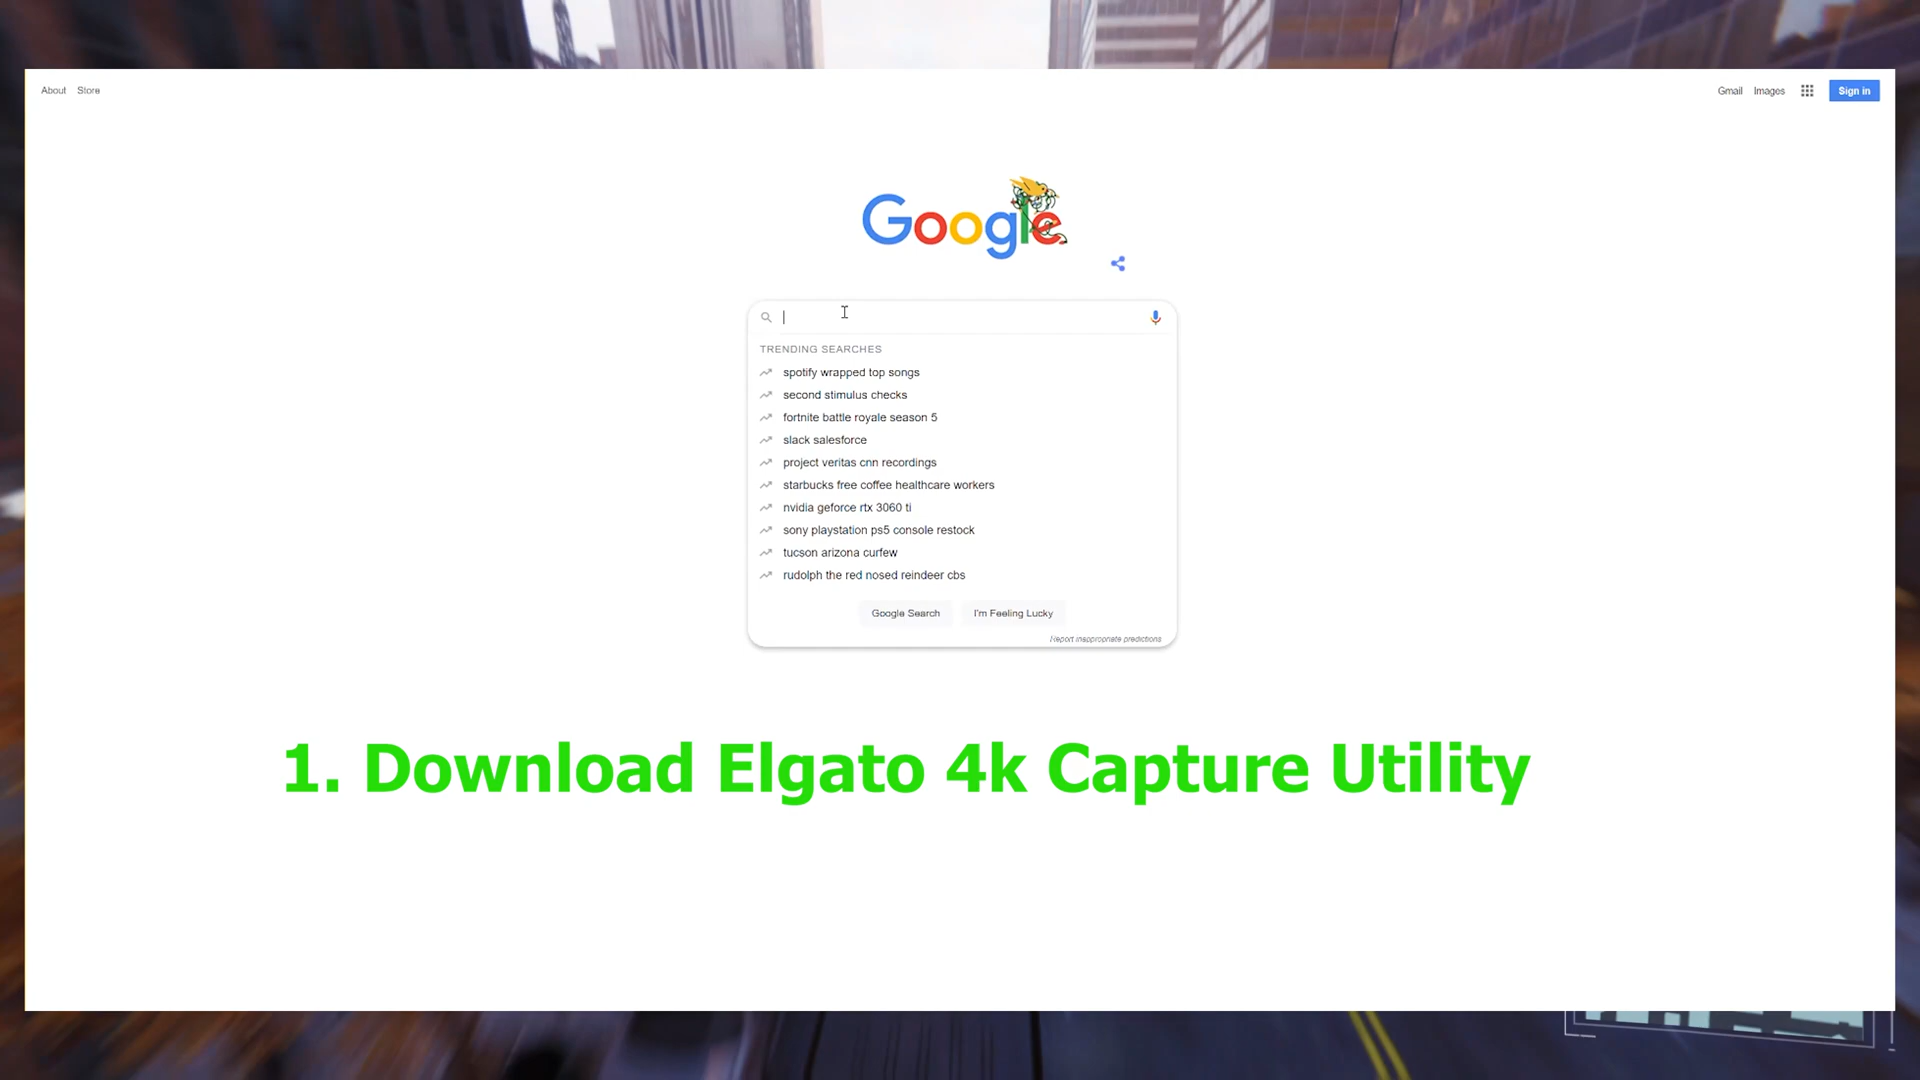 About Store
Gmail Images Sign in
Google
TRENDING SEARCHES
spotify wrapped top songs
second stimulus checks
fortnite battle royale season 5
slack salesforce
project veritas cnn recordings
starbucks free coffee healthcare workers
nvidia geforce rtx 3060 ti
sony playstation ps5 console restock
tucson arizona curfew
rudolph the red nosed reindeer cbs
Google Search I'm Feeling Lucky
Report inappropriate predictions
1. Download Elgato 4k Capture Utility